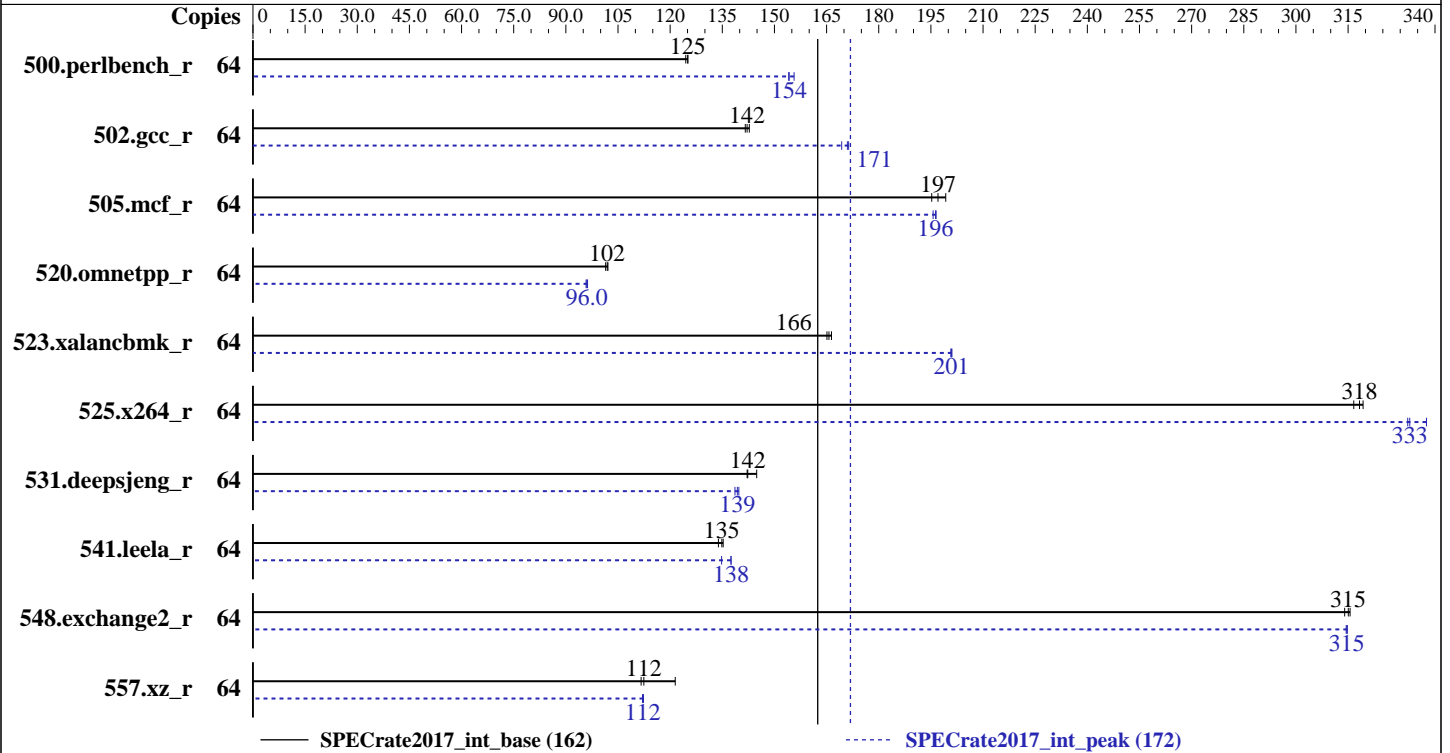 Copies 0 15.0 30.0 45.0 60.0 75.0 90.0 105 120 135 150 165 180 195 210 225 240 255 270 285 300 315 340
500.perlbench_r 64 125
154
502.gcc_r 64 142
171
505.mcf_r 64 197
196
520.omnetpp_r 64 102
96.0
523.xalancbmk_r 64 166
201
525.x264_r 64 318
333
531.deepsjeng_r 64 142
139
541.leela_r 64 135
138
548.exchange2_r 64 315
315
557.xz_r 64 112
112
SPECrate2017_int_base (162) SPECrate2017_int_peak (172)